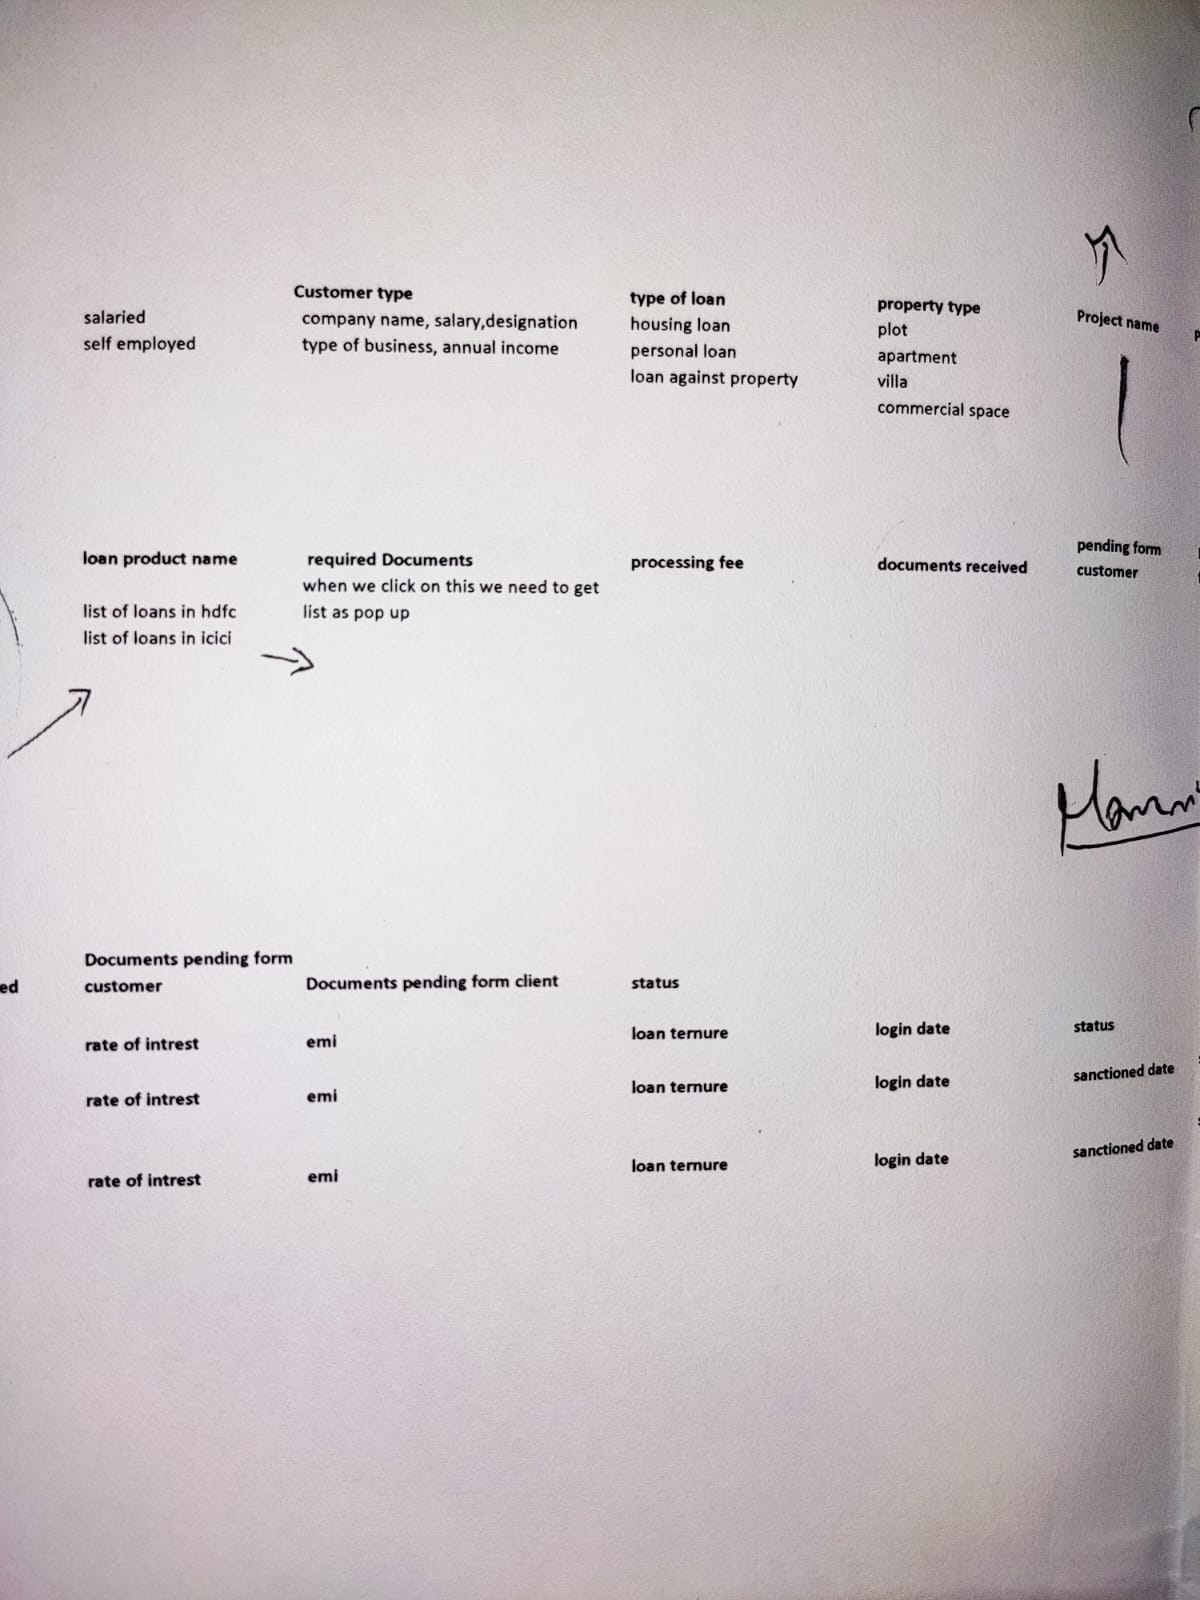 Customer type type of loan property type Project name
salaried company name, salary,designation housing loan plot
self employed type of business, annual income personal loan apartment
loan against property villa
commercial space
loan product name required Documents processing fee documents received pending form customer
when we click on this we need to get
list of loans in hdfc list as pop up
list of loans in icici
Documents pending form
ed customer Documents pending form client status
rate of intrest emi loan ternure login date status
rate of intrest emi loan ternure login date sanctioned date
rate of intrest emi loan ternure login date sanctioned date